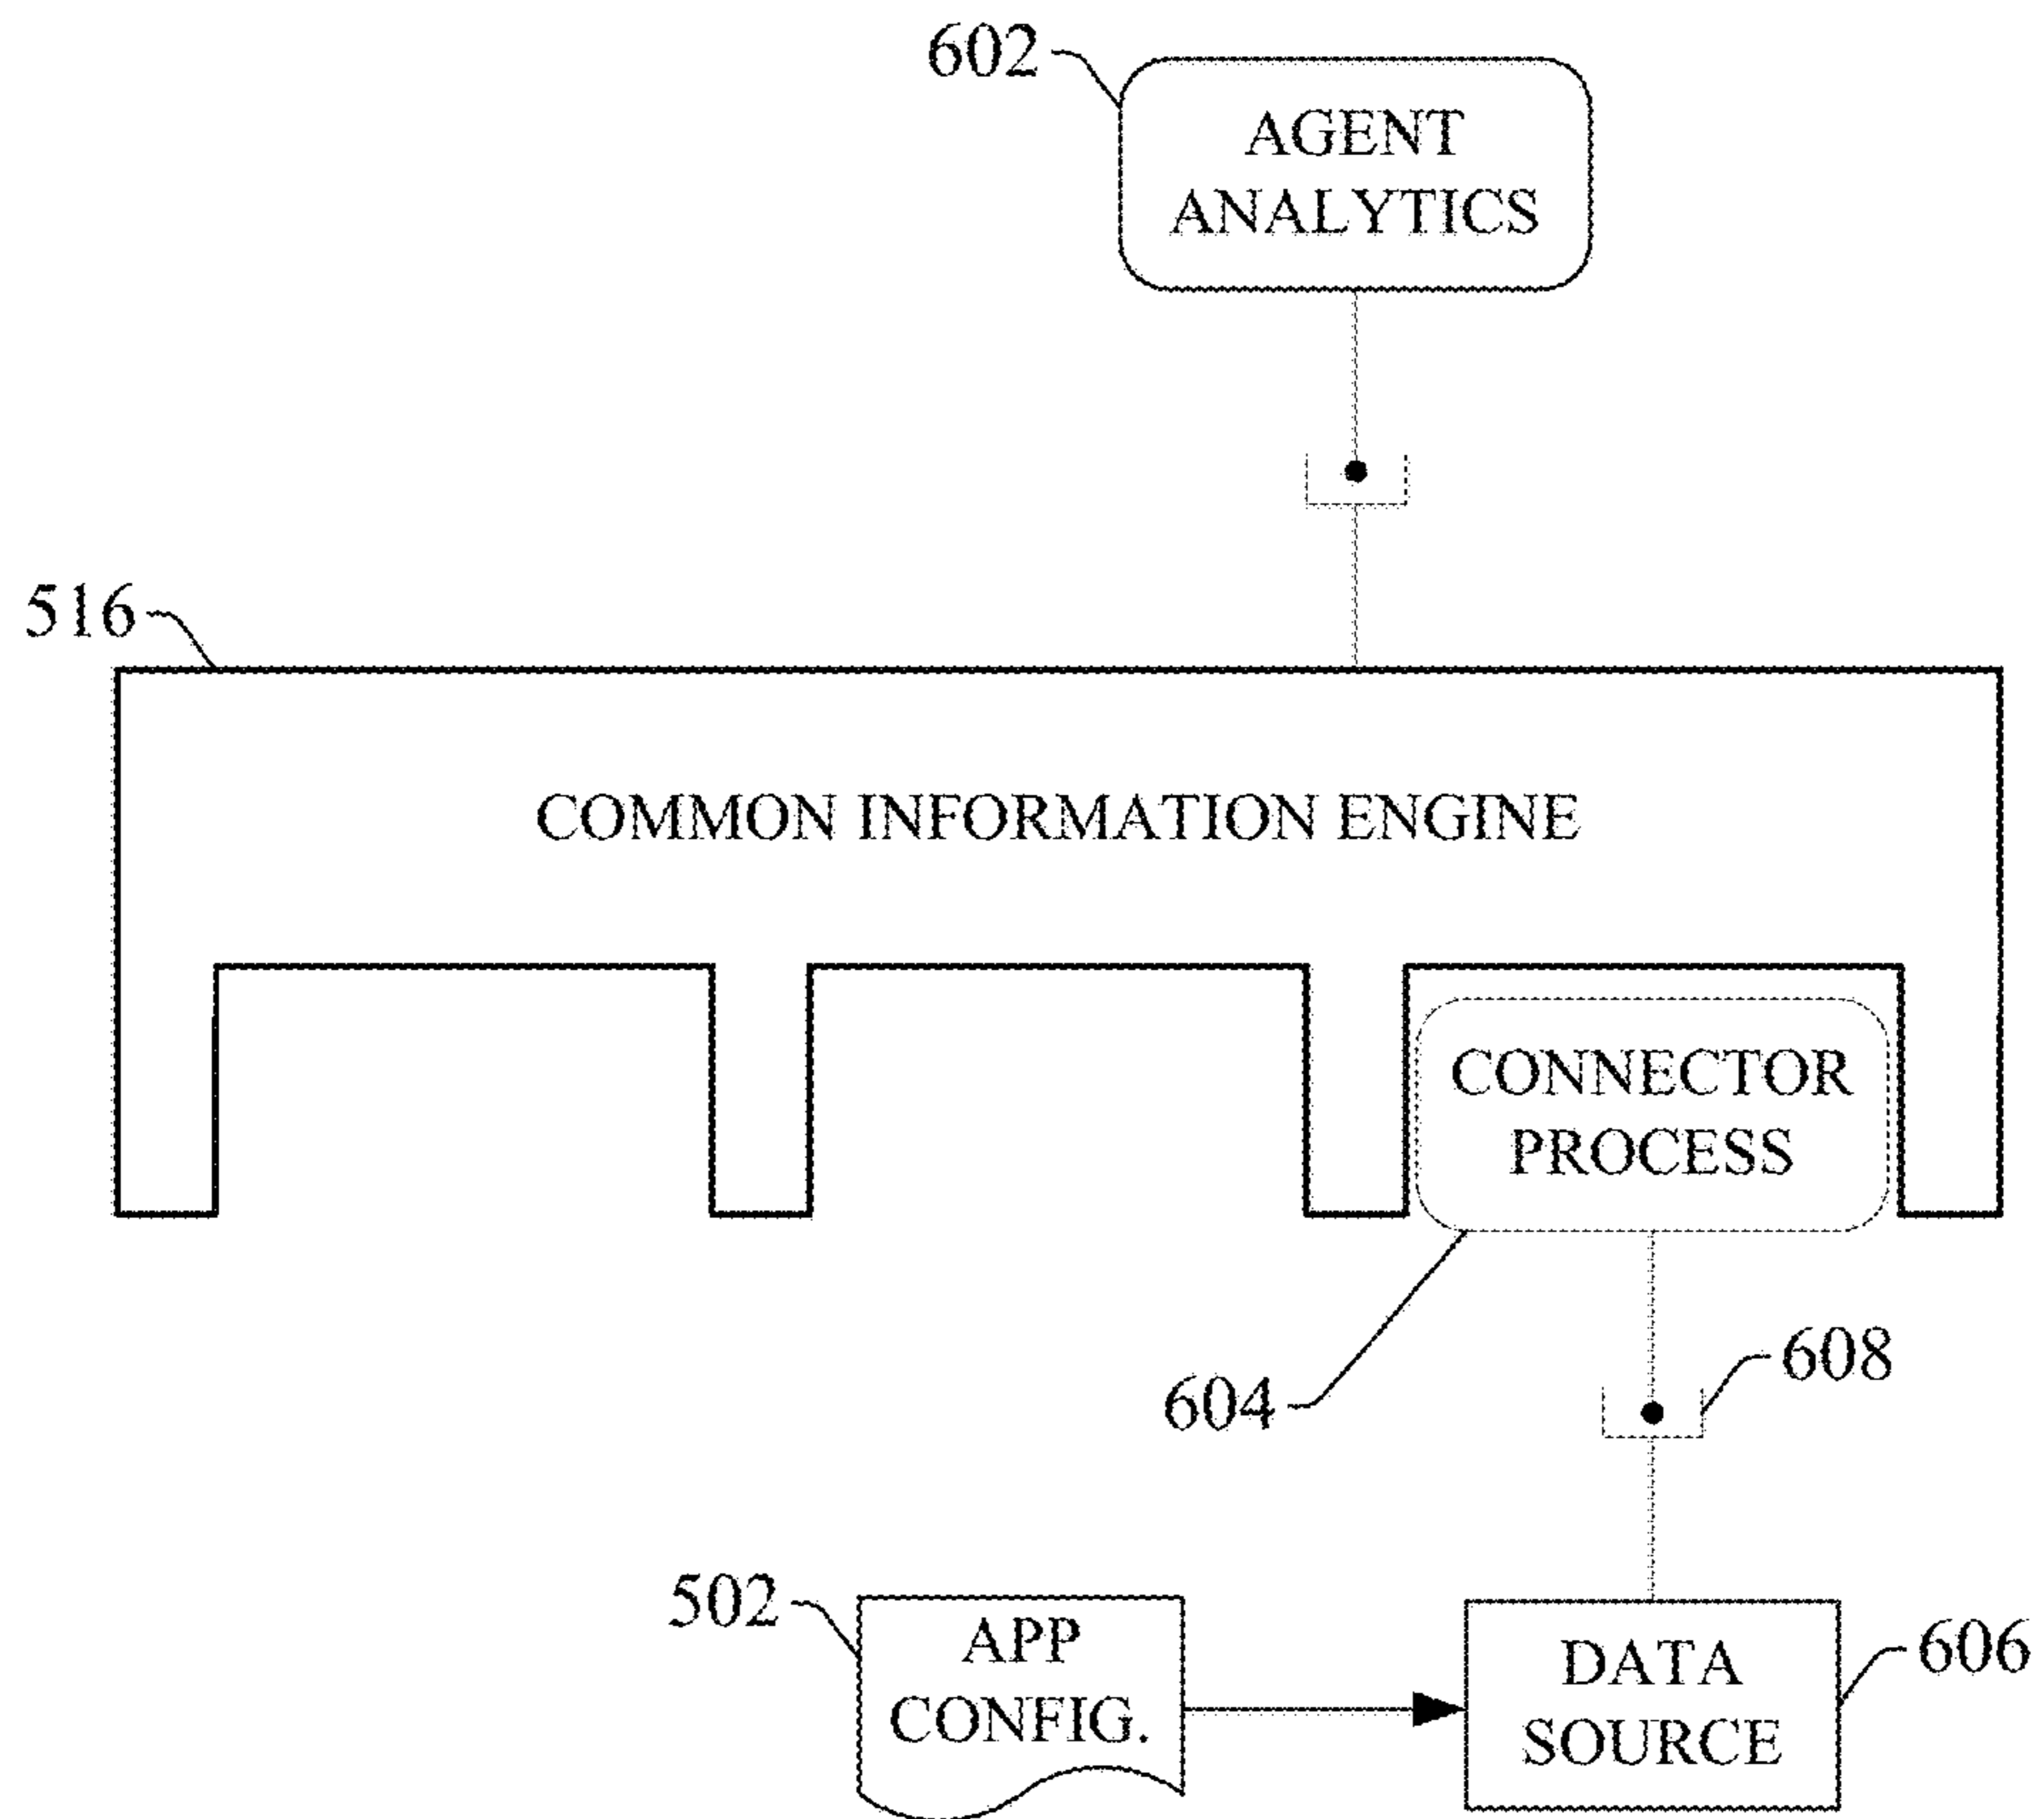 602
AGENT
ANALYTICS
516
COMMON INFORMATION ENGINE
CONNECTOR
PROCESS
604
608
502
APP
CONFIG.
DATA
SOURCE
606